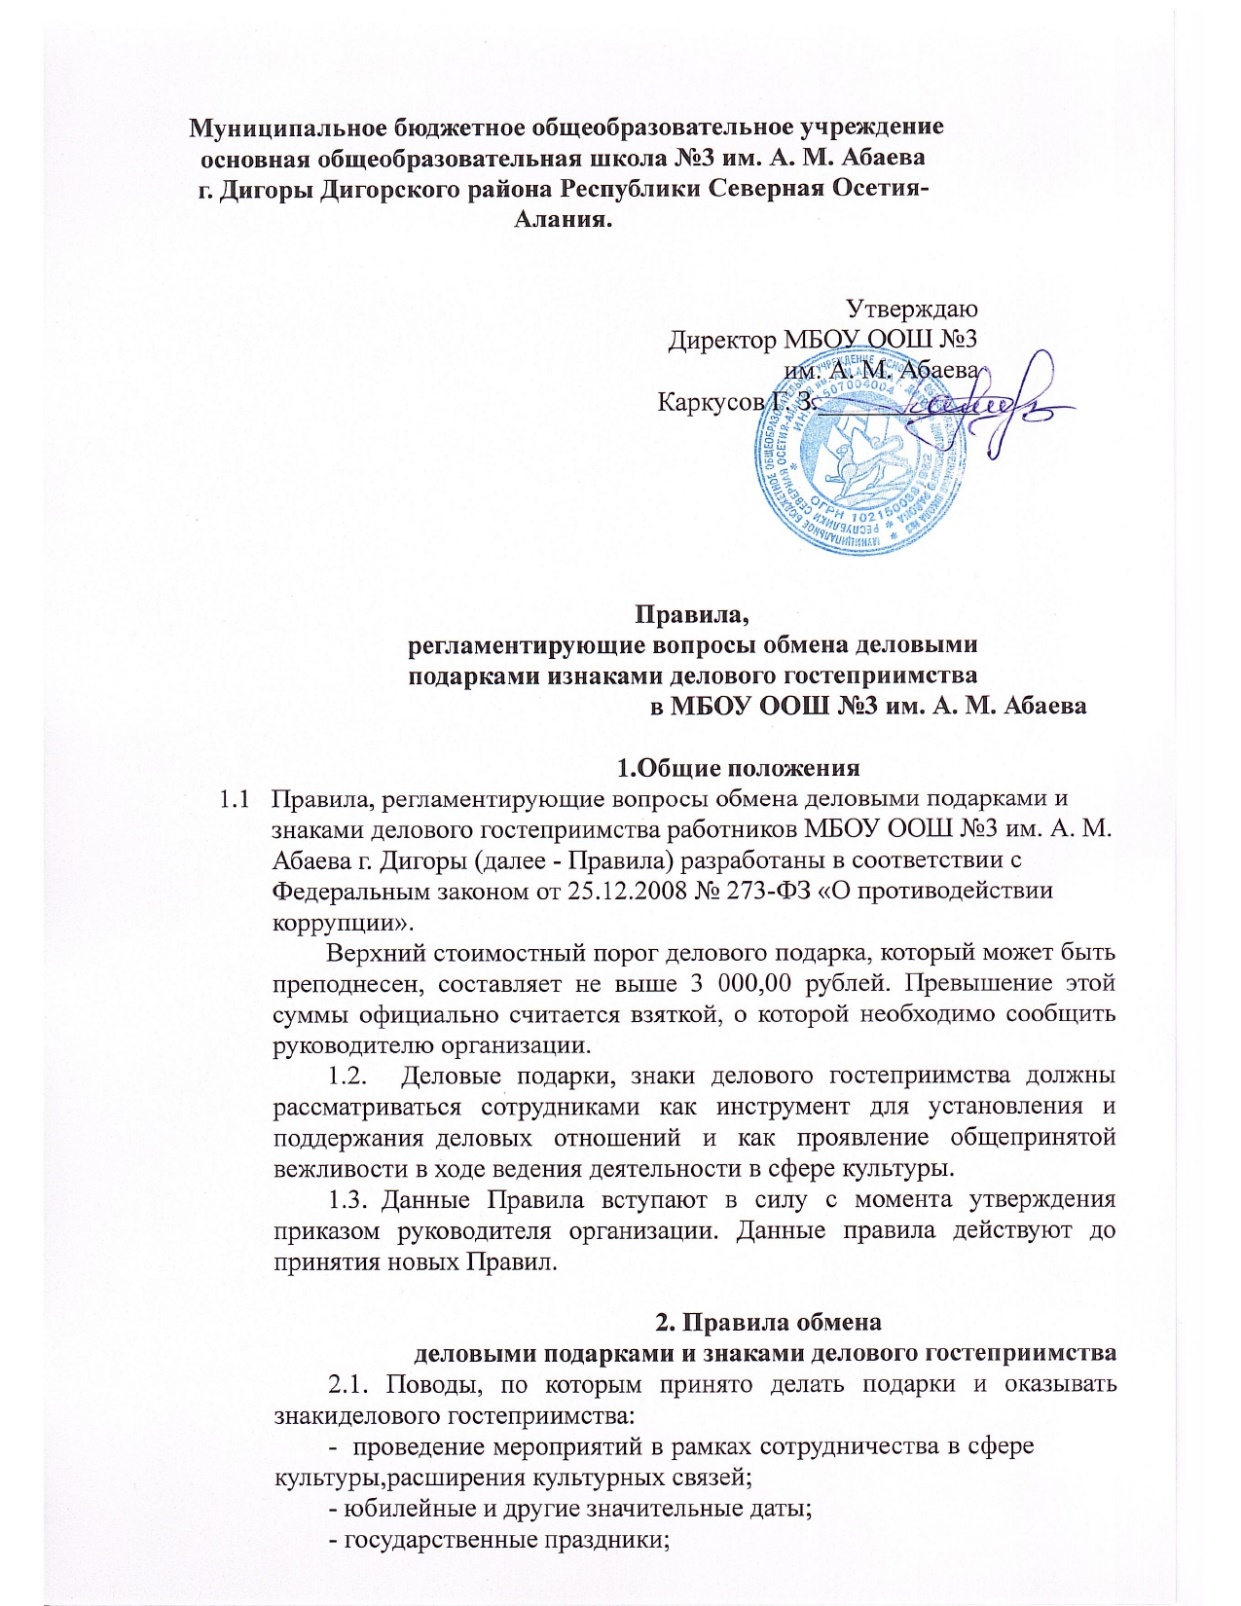 Муниципальное бюджетное общеобразовательное учреждение
основная общеобразовательная школа №3 им. А. М. Абаева
г. Дигоры Дигорского района Республики Северная Осетия-
Алания.
Утверждаю
Директор МБОУ ООШ №3
им. А. М. Абаева
Каркусов Г. З.
Правила,
регламентирующие вопросы обмена деловыми
подарками изнаками делового гостеприимства
в МБОУ ООШ №3 им. А. М. Абаева
1.Общие положения
1.1 Правила, регламентирующие вопросы обмена деловыми подарками и
знаками делового гостеприимства работников МБОУ ООШ №3 им. А. М.
Абаева г. Дигоры (далее - Правила) разработаны в соответствии с
Федеральным законом от 25.12.2008 № 273-ФЗ «О противодействии
коррупции».
Верхний стоимостный порог делового подарка, который может быть
преподнесен, составляет не выше 3 000,00 рублей. Превышение этой
суммы официально считается взяткой, о которой необходимо сообщить
руководителю организации.
1.2. Деловые подарки, знаки делового гостеприимства должны
рассматриваться сотрудниками как инструмент для установления и
поддержания деловых отношений и как проявление общепринятой
вежливости в ходе ведения деятельности в сфере культуры.
1.3. Данные Правила вступают в силу с момента утверждения
приказом руководителя организации. Данные правила действуют до
принятия новых Правил.
2. Правила обмена
деловыми подарками и знаками делового гостеприимства
2.1. Поводы, по которым принято делать подарки и оказывать
знакиделового гостеприимства:
- проведение мероприятий в рамках сотрудничества в сфере
культуры,расширения культурных связей;
- юбилейные и другие значительные даты;
- государственные праздники;